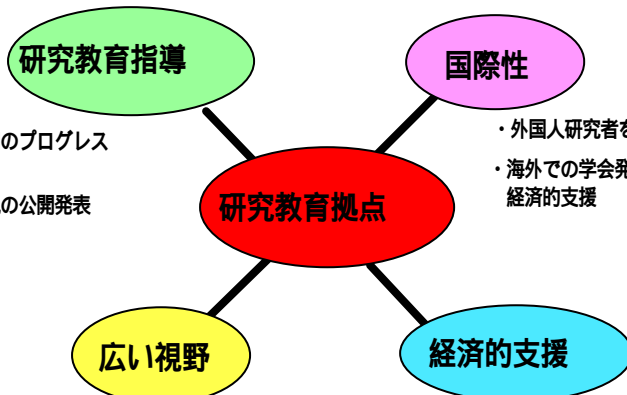 研究教育指導
国際性
のプログレス
・外国人研究者
・海外での学会発
経済的支援
の公開発表
研究教育拠点
広い視野
経済的支援